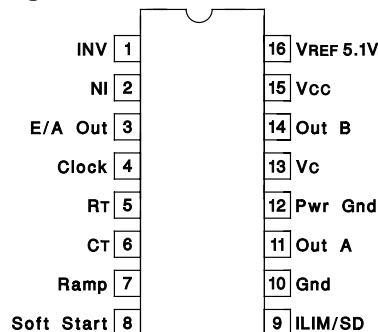 INV 1 16 VREF 5.1V
NI 2 15 VCC
E/A Out 3 14 Out B
Clock 4 13 VC
RT 5 12 Pwr Gnd
CT 6 11 Out A
Ramp 7 10 Gnd
Soft Start 8 9 ILIM/SD